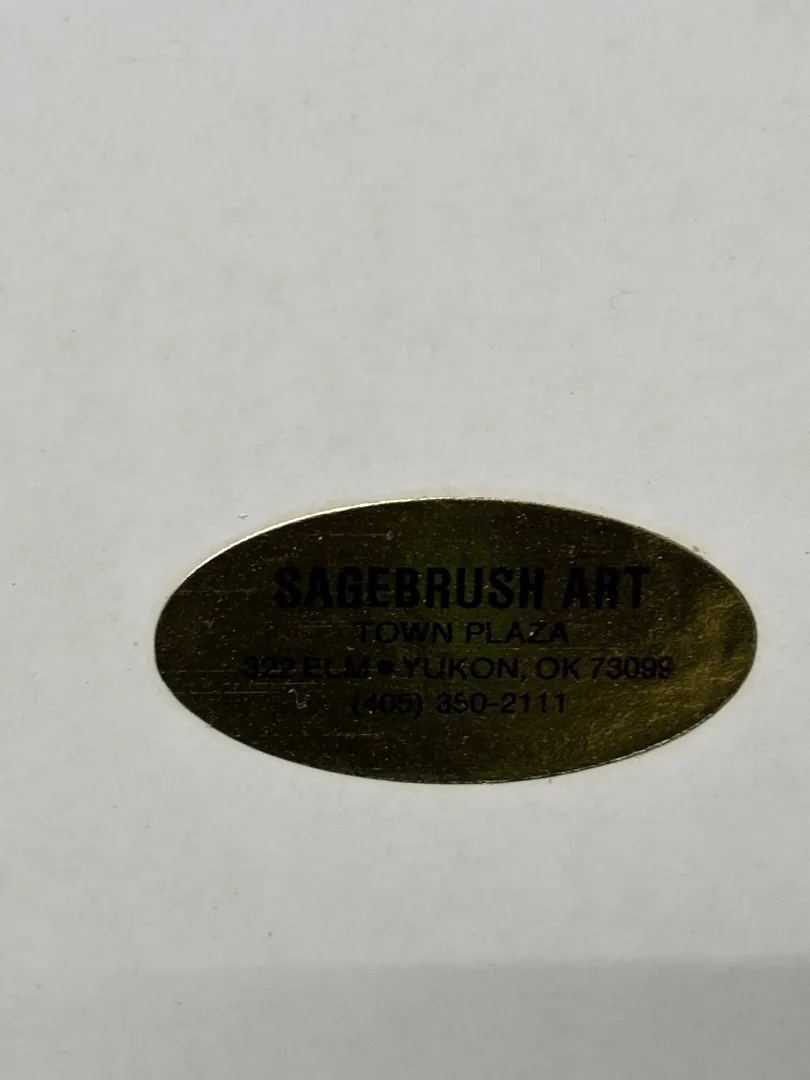 SAGEBRUSH ART
TOWN PLAZA
322 ELM • YUKON, OK 73099
(405) 350-2111